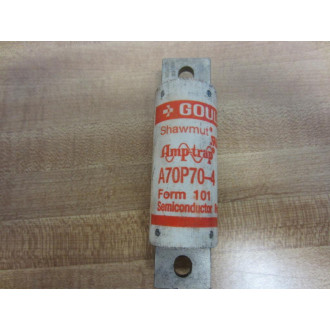 GOUL
Shawmut
Amp-trap
A70P70-4
Form 101
Semiconductor